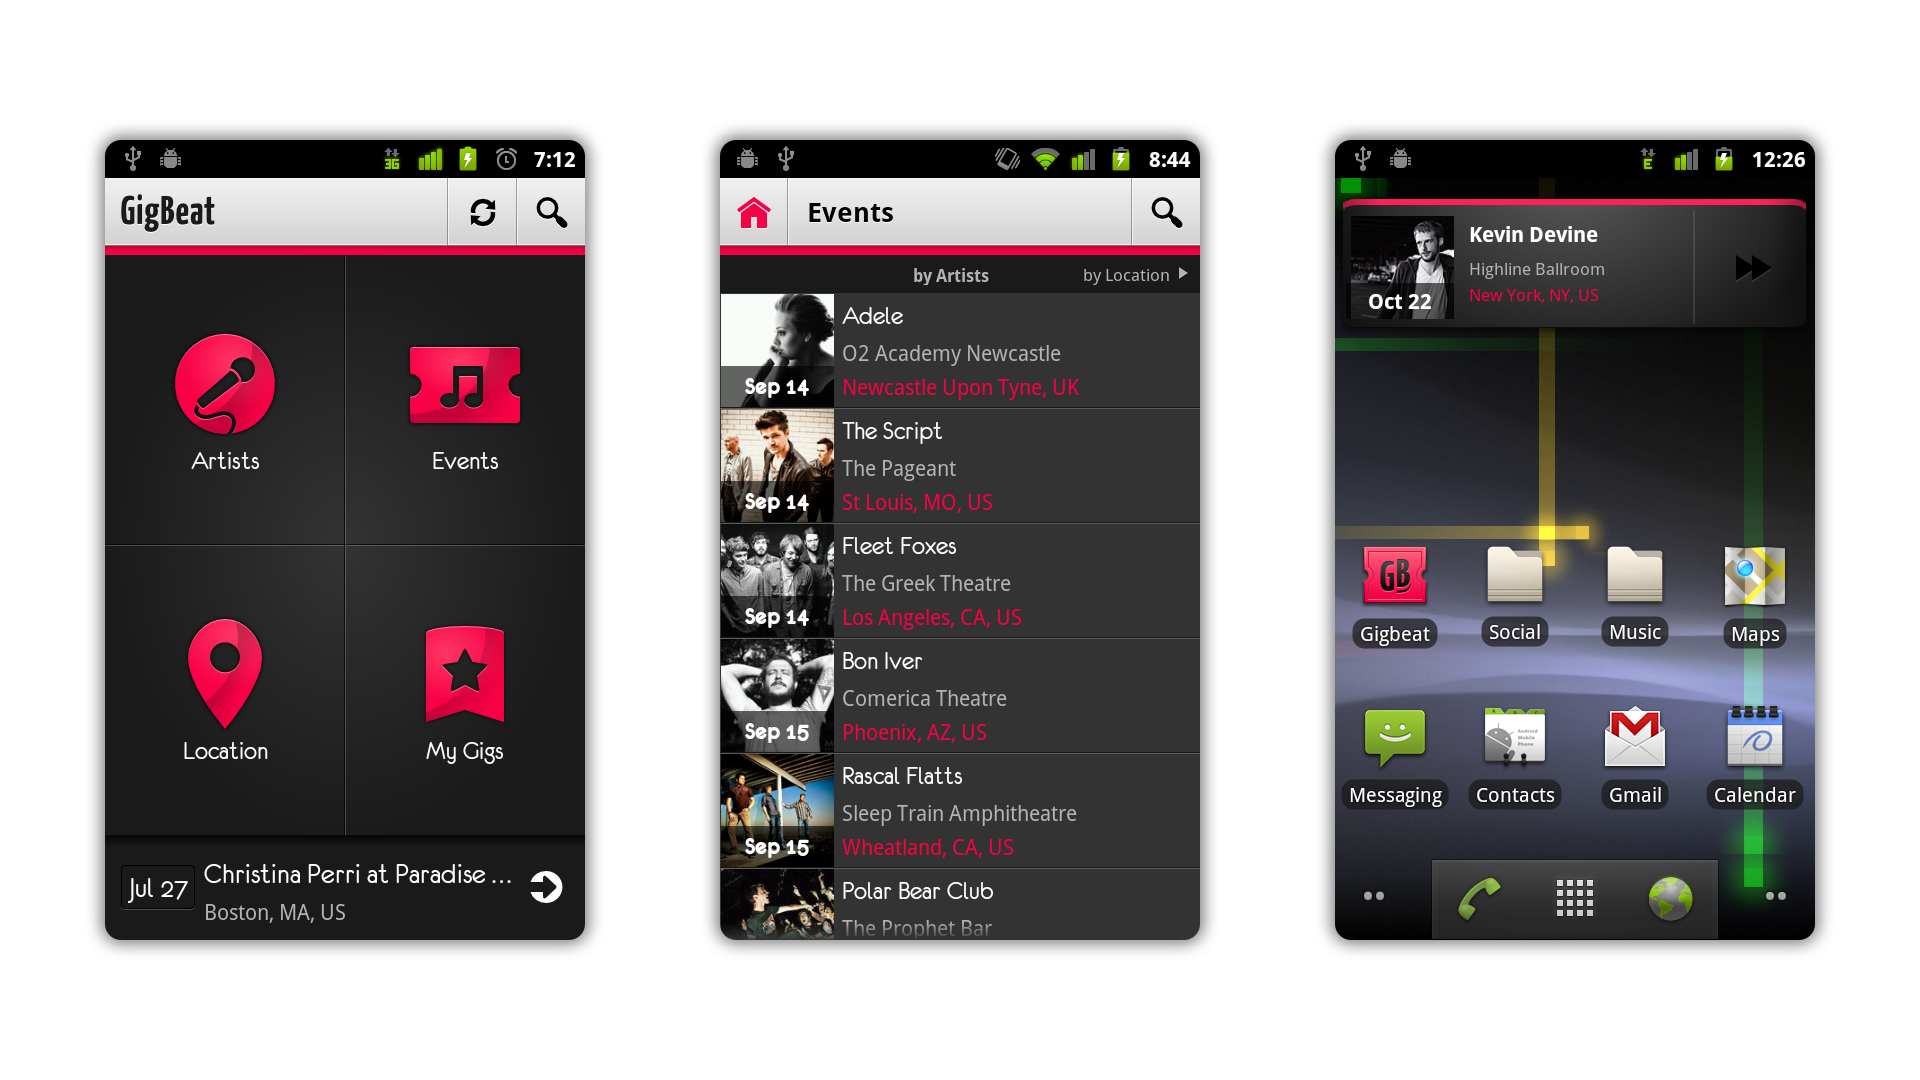 3G
7:12
GigBeat
Artists
Events
Location
My Gigs
Jul 27
Christina Perri at Paradise ...
Boston, MA, US
8:44
Events
by Artists
by Location
Adele
O2 Academy Newcastle
Sep 14
Newcastle Upon Tyne, UK
The Script
The Pageant
Sep 14
St Louis, MO, US
Fleet Foxes
The Greek Theatre
Sep 14
Los Angeles, CA, US
Bon Iver
Comerica Theatre
Sep 15
Phoenix, AZ, US
Rascal Flatts
Sleep Train Amphitheatre
Sep 15
Wheatland, CA, US
Polar Bear Club
The Prophet Bar
E
12:26
Kevin Devine
Highline Ballroom
New York, NY, US
Oct 22
GB
Gigbeat
Social
Music
Maps
Android
Mobile
Phone
Messaging
Contacts
Gmail
Calendar